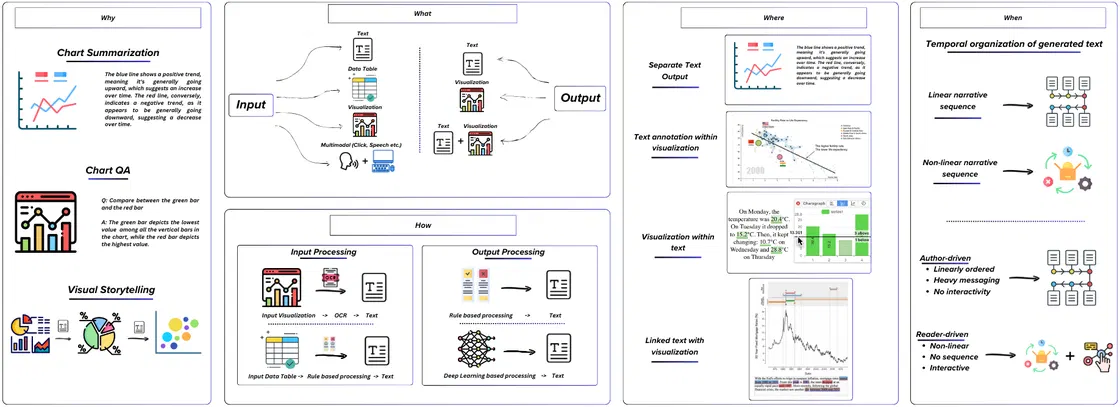 Why
Chart Summarization
The blue line shows a positive trend,
meaning it's generally going
upward, which suggests an increase
over time. The red line, conversely,
indicates a negative trend, as it
appears to be generally going
downward, suggesting a decrease
over time.
Chart QA
Q: Compare between the green bar
and the red bar
A: The green bar depicts the lowest
value among all the vertical bars in
the chart, while the red bar depicts
the highest value.
Visual Storytelling
What
Input
Text
Data Table
Visualization
Multimodal (Click, Speech etc.)
Text
Visualization
Text
+
Visualization
Output
How
Input Processing
OCR
Input Visualization -> OCR -> Text
Input Data Table -> Rule based processing -> Text
Output Processing
Rule based processing -> Text
Deep Learning based processing -> Text
Where
Separate Text
Output
The blue line shows a positive trend,
meaning it's generally going
upward, which suggests an increase
over time. The red line, conversely,
indicates a negative trend, as it
appears to be generally going
downward, suggesting a decrease
over time.
Text annotation within
visualization
2009
Visualization within
text
On Monday, the
temperature was 20.4°C.
On Tuesday it dropped
to 15.2°C. Then, it kept
changing: 10.7°C on
Wednesday and 28.8°C
on Thursday
Charagraph
Linked text with
visualization
When
Temporal organization of generated text
Linear narrative
sequence
Non-linear narrative
sequence
Author-driven
• Linearly ordered
• Heavy messaging
• No interactivity
Reader-driven
• Non-linear
• No sequence
• Interactive
+